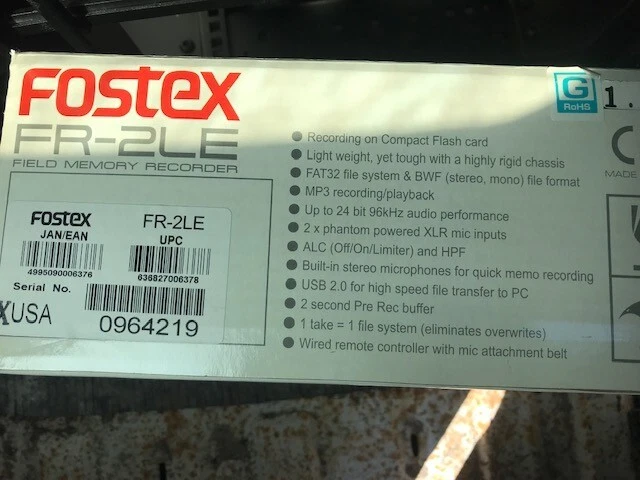 FOSTEX
FR-2LE
FIELD MEMORY RECORDER
G
RoHS
1.
MADE
FOSTEX FR-2LE
JAN/EAN UPC
4995090006376 636827006378
Serial No.
XUSA 0964219
Recording on Compact Flash card
Light weight, yet tough with a highly rigid chassis
FAT32 file system & BWF (stereo, mono) file format
MP3 recording/playback
Up to 24 bit 96kHz audio performance
2 x phantom powered XLR mic inputs
ALC (Off/On/Limiter) and HPF
Built-in stereo microphones for quick memo recording
USB 2.0 for high speed file transfer to PC
2 second Pre Rec buffer
1 take = 1 file system (eliminates overwrites)
Wired remote controller with mic attachment belt